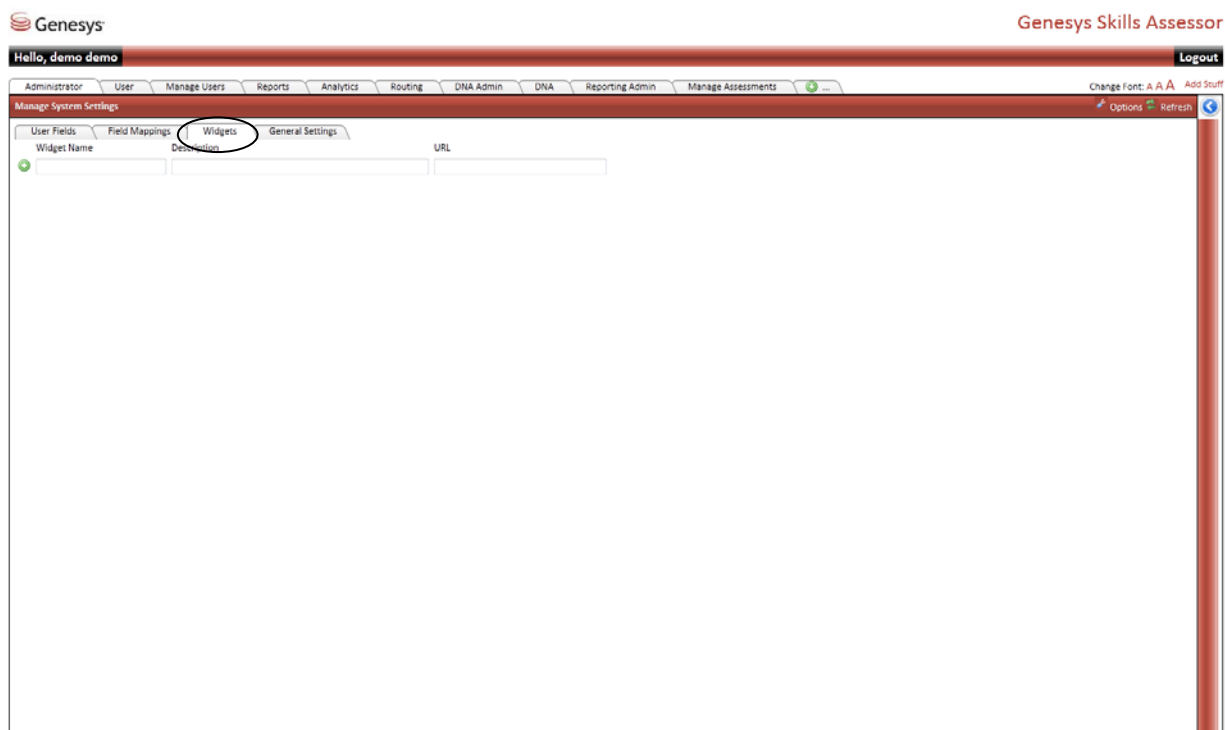 Genesys
Genesys Skills Assessor
Hello, demo demo
Logout
Administrator User Manage Users Reports Analytics Routing DNA Admin DNA Reporting Admin Manage Assessments ...
Change Font: A A A Add Stuff
Manage System Settings
Options Refresh
User Fields Field Mappings Widgets General Settings
Widget Name Description URL